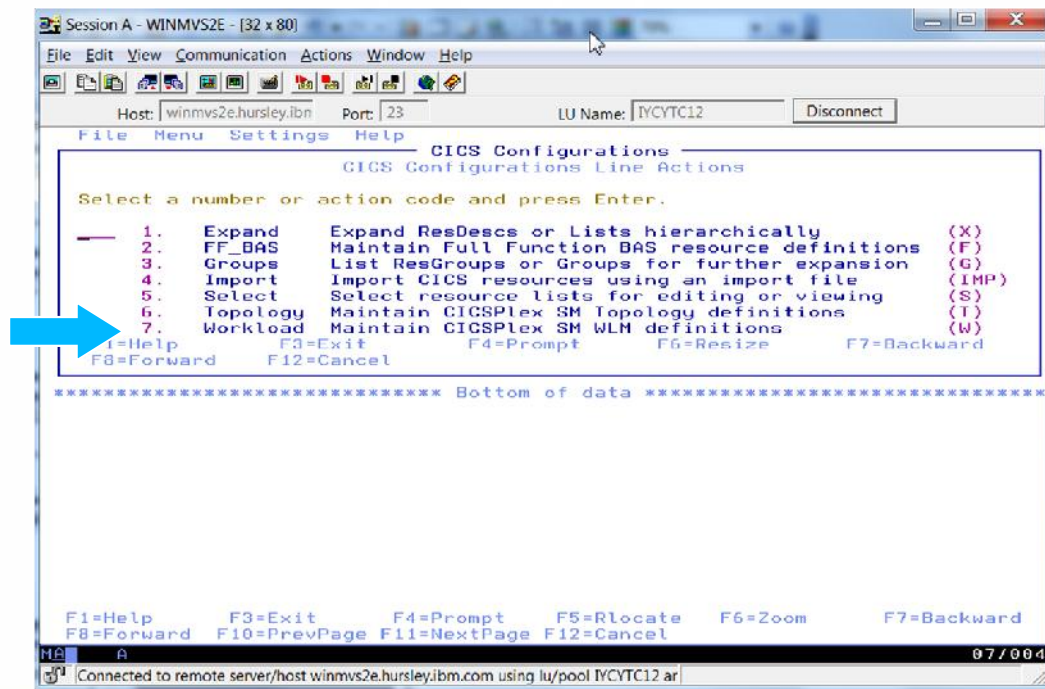 Session A - WINMVS2E - [32 x 80]
File Edit View Communication Actions Window Help
Host: winmvs2e.hursley.ibn Port: 23 LU Name: IYCYTC12 Disconnect
File Menu Settings Help
CICS Configurations
CICS Configurations Line Actions
Select a number or action code and press Enter.
1. Expand Expand ResDescs or Lists hierarchically (X)
2. FF_BAS Maintain Full Function BAS resource definitions (F)
3. Groups List ResGroups or Groups for further expansion (G)
4. Import Import CICS resources using an import file (IMP)
5. Select Select resource lists for editing or viewing (S)
6. Topology Maintain CICSPlex SM Topology definitions (T)
7. Workload Maintain CICSPlex SM WLM definitions (W)
F1=Help F3=Exit F4=Prompt F6=Resize F7=Backward
F8=Forward F12=Cancel
******************************* Bottom of data ********************************
F1=Help F3=Exit F4=Prompt F5=Rlocate F6=Zoom F7=Backward
F8=Forward F10=PrevPage F11=NextPage F12=Cancel
MA A 07/004
Connected to remote server/host winmvs2e.hursley.ibm.com using lu/pool IYCYTC12 ar